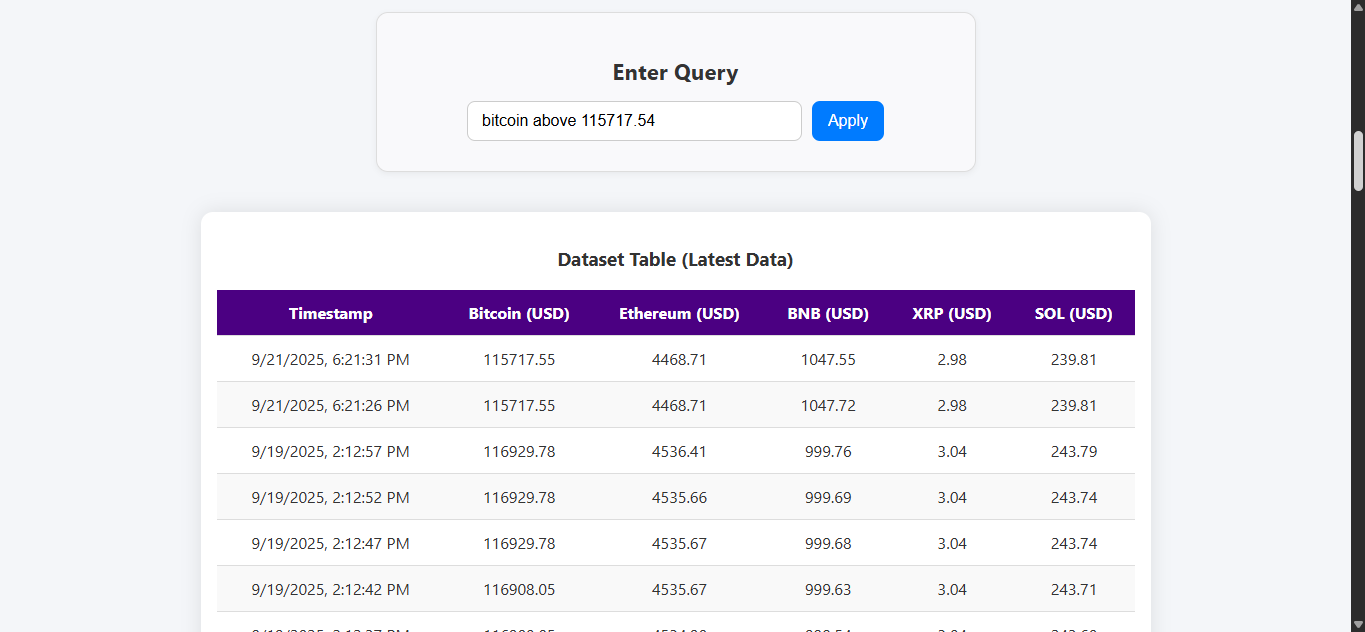 Enter Query
bitcoin above 115717.54 Apply
Dataset Table (Latest Data)
Timestamp Bitcoin (USD) Ethereum (USD) BNB (USD) XRP (USD) SOL (USD)
9/21/2025, 6:21:31 PM 115717.55 4468.71 1047.55 2.98 239.81
9/21/2025, 6:21:26 PM 115717.55 4468.71 1047.72 2.98 239.81
9/19/2025, 2:12:57 PM 116929.78 4536.41 999.76 3.04 243.79
9/19/2025, 2:12:52 PM 116929.78 4535.66 999.69 3.04 243.74
9/19/2025, 2:12:47 PM 116929.78 4535.67 999.68 3.04 243.74
9/19/2025, 2:12:42 PM 116908.05 4535.67 999.63 3.04 243.71